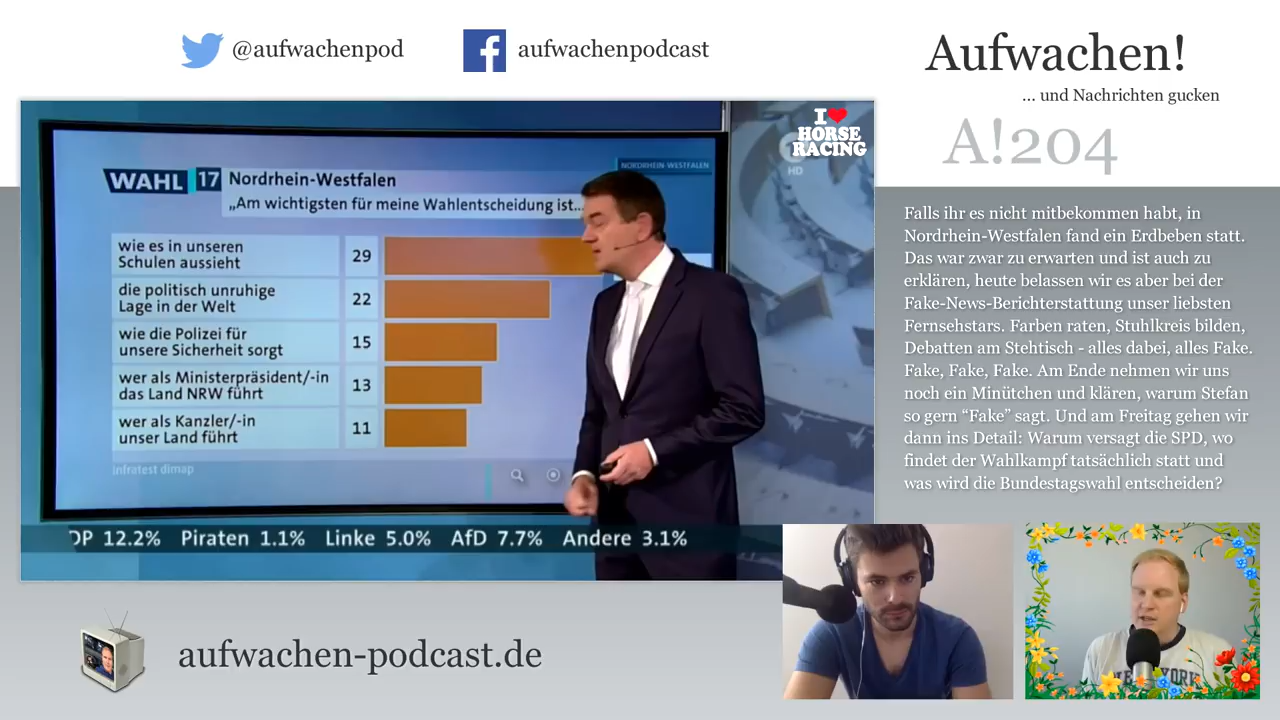 @aufwachenpod
aufwachenpodcast
Aufwachen!
... und Nachrichten gucken
A!204
I
HORSE
RACING
HD
NORDRHEIN-WESTFALEN
WAHL 17
Nordrhein-Westfalen
„Am wichtigsten für meine Wahlentscheidung ist...
wie es in unseren
Schulen aussieht
29
die politisch unruhige
Lage in der Welt
22
wie die Polizei für
unsere Sicherheit sorgt
15
wer als Ministerpräsident/-in
das Land NRW führt
13
wer als Kanzler/-in
unser Land führt
11
infratest dimap
DP 12.2% Piraten 1.1% Linke 5.0% AfD 7.7% Andere 3.1%
Falls ihr es nicht mitbekommen habt, in
Nordrhein-Westfalen fand ein Erdbeben statt.
Das war zwar zu erwarten und ist auch zu
erklären, heute belassen wir es aber bei der
Fake-News-Berichterstattung unser liebsten
Fernsehstars. Farben raten, Stuhlkreis bilden,
Debatten am Stehtisch - alles dabei, alles Fake.
Fake, Fake, Fake. Am Ende nehmen wir uns
noch ein Minütchen und klären, warum Stefan
so gern “Fake” sagt. Und am Freitag gehen wir
dann ins Detail: Warum versagt die SPD, wo
findet der Wahlkampf tatsächlich statt und
was wird die Bundestagswahl entscheiden?
aufwachen-podcast.de